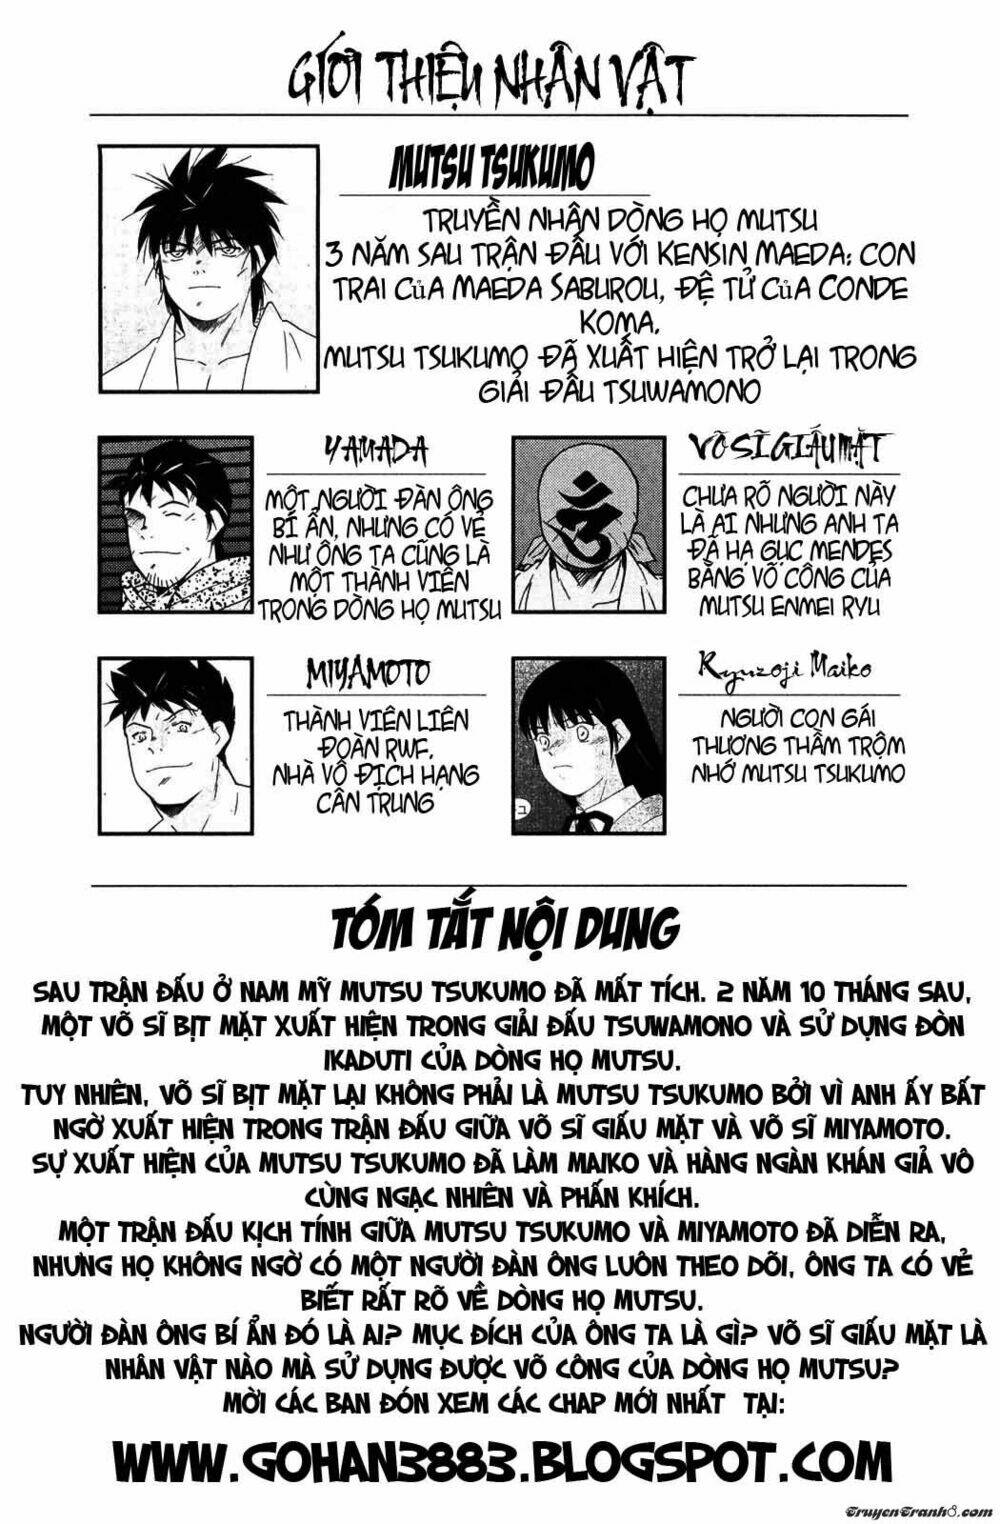 GIỚI THIỆU NHÂN VẬT
MUTSU TSUKUMO
TRUYỀN NHÂN DÒNG HỌ MUTSU
3 NĂM SAU TRẬN ĐẤU VỚI KENSIN MAEDA; CON
TRAI CỦA MAEDA SABUROU, ĐỆ TỬ CỦA CONDE
KOMA.
MUTSU TSUKUMO ĐÃ XUẤT HIỆN TRỞ LẠI TRONG
GIẢI ĐẤU TSUWAMONO
YAMADA
MỘT NGƯỜI ĐÀN ÔNG
BÍ ẨN, NHƯNG CÓ VẺ
NHƯ ÔNG TA CŨNG LÀ
MỘT THÀNH VIÊN
TRONG DÒNG HỌ MUTSU
VÕ SĨ GIẤU MẶT
CHƯA RÕ NGƯỜI NÀY
LÀ AI NHƯNG ANH TA
ĐÃ HẠ GỤC MENDES
BẰNG VÕ CÔNG CỦA
MUTSU ENMEI RYU
MIYAMOTO
THÀNH VIÊN LIÊN
ĐOÀN RWF,
NHÀ VÔ ĐỊCH HẠNG
CÂN TRUNG
Ryuzoji Maiko
NGƯỜI CON GÁI
THƯƠNG THẦM TRỘM
NHỚ MUTSU TSUKUMO
ユ
TÓM TẮT NỘI DUNG
SAU TRẬN ĐẤU Ở NAM MỸ MUTSU TSUKUMO ĐÃ MẤT TÍCH. 2 NĂM 10 THÁNG SAU,
MỘT VÕ SĨ BỊT MẶT XUẤT HIỆN TRONG GIẢI ĐẤU TSUWAMONO VÀ SỬ DỤNG ĐÒN
IKADUTI CỦA DÒNG HỌ MUTSU.
TUY NHIÊN, VÕ SĨ BỊT MẶT LẠI KHÔNG PHẢI LÀ MUTSU TSUKUMO BỞI VÌ ANH ẤY BẤT
NGỜ XUẤT HIỆN TRONG TRẬN ĐẤU GIỮA VÕ SĨ GIẤU MẶT VÀ VÕ SĨ MIYAMOTO.
SỰ XUẤT HIỆN CỦA MUTSU TSUKUMO ĐÃ LÀM MAIKO VÀ HÀNG NGÀN KHÁN GIẢ VÔ
CÙNG NGẠC NHIÊN VÀ PHẤN KHÍCH.
MỘT TRẬN ĐẤU KỊCH TÍNH GIỮA MUTSU TSUKUMO VÀ MIYAMOTO ĐÃ DIỄN RA,
NHƯNG HỌ KHÔNG NGỜ CÓ MỘT NGƯỜI ĐÀN ÔNG LUÔN THEO DÕI, ÔNG TA CÓ VẺ
BIẾT RẤT RÕ VỀ DÒNG HỌ MUTSU.
NGƯỜI ĐÀN ÔNG BÍ ẨN ĐÓ LÀ AI? MỤC ĐÍCH CỦA ÔNG TA LÀ GÌ? VÕ SĨ GIẤU MẶT LÀ
NHÂN VẬT NÀO MÀ SỬ DỤNG ĐƯỢC VÕ CÔNG CỦA DÒNG HỌ MUTSU?
MỜI CÁC BAN ĐÓN XEM CÁC CHAP MỚI NHẤT TẠI:
WWW.GOHAN3883.BLOGSPOT.COM
TruyenTranh8.com